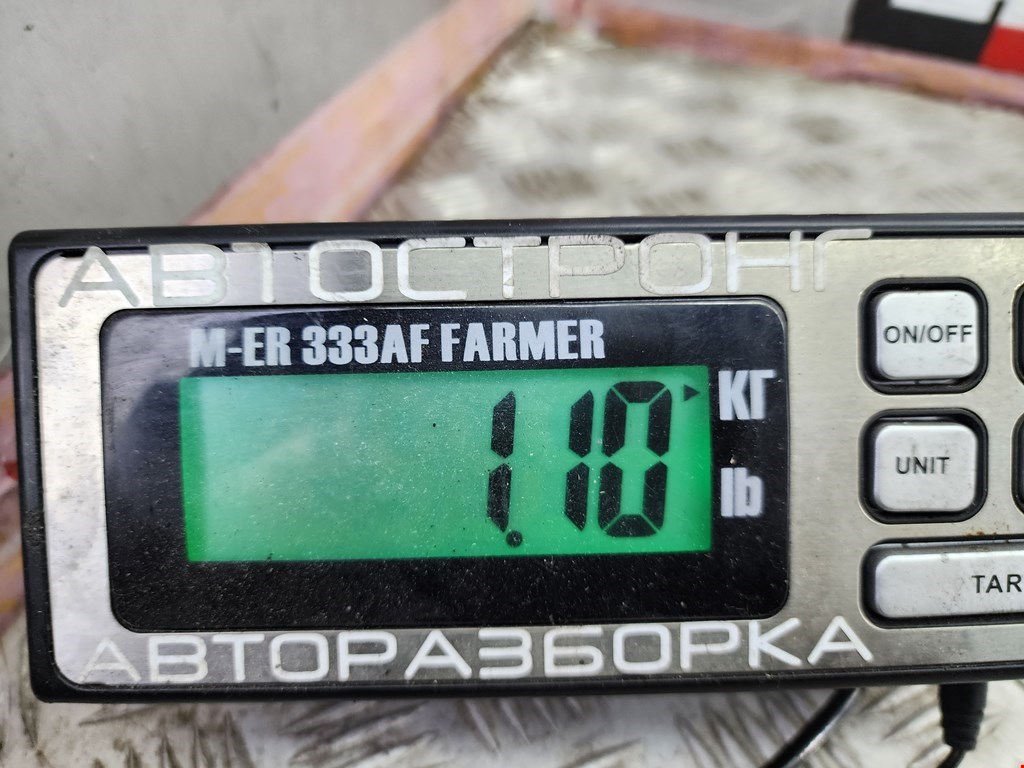 АВТОСТРОНГ
M-ER 333AF FARMER
1.10
КГ
lb
ON/OFF
UNIT
TAR
АВТОРАЗБОРКА